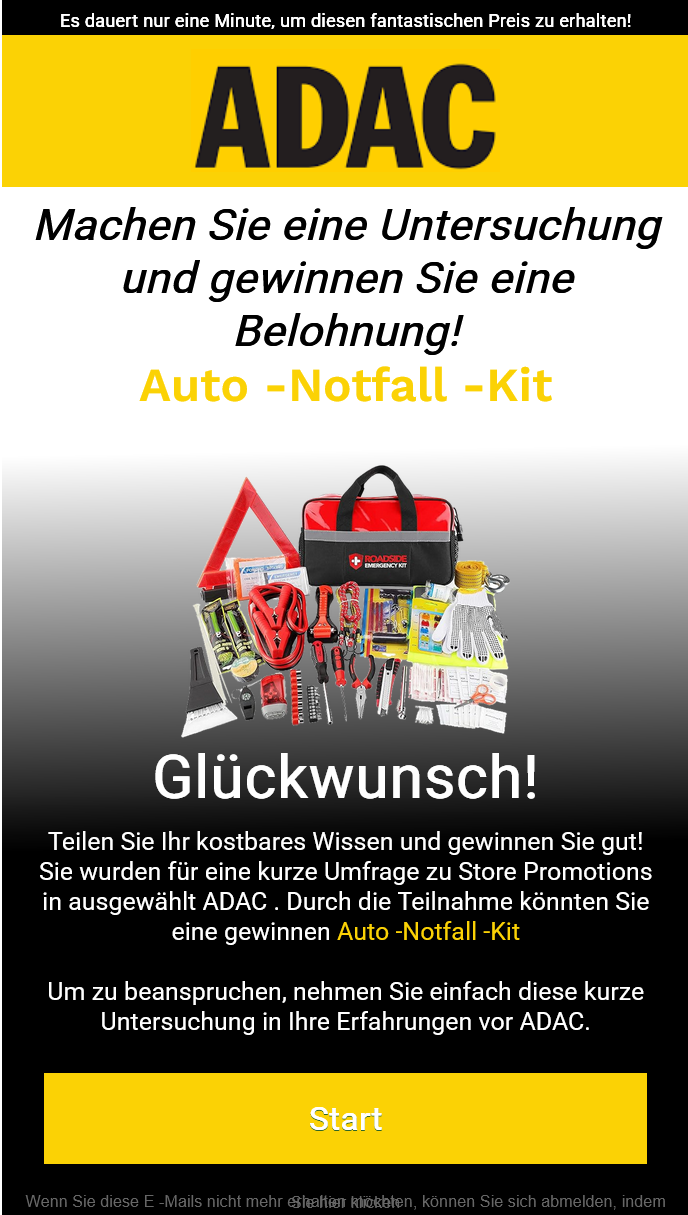 Es dauert nur eine Minute, um diesen fantastischen Preis zu erhalten!
ADAC
Machen Sie eine Untersuchung
und gewinnen Sie eine
Belohnung!
Auto -Notfall -Kit
ROADSIDE
EMERGENCY KIT
Glückwunsch!
Teilen Sie Ihr kostbares Wissen und gewinnen Sie gut!
Sie wurden für eine kurze Umfrage zu Store Promotions
in ausgewählt ADAC . Durch die Teilnahme könnten Sie
eine gewinnen Auto -Notfall -Kit
Um zu beanspruchen, nehmen Sie einfach diese kurze
Untersuchung in Ihre Erfahrungen vor ADAC.
Start
Wenn Sie diese E -Mails nicht mehr erhalten möchten, können Sie sich abmelden, indem
Sie hier klicken